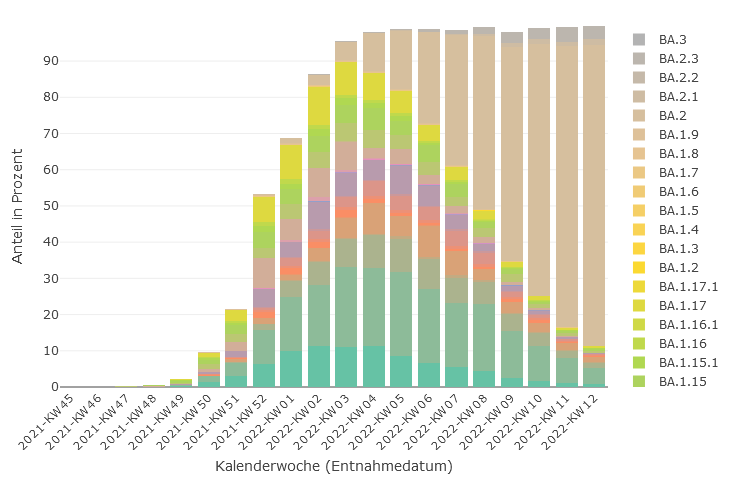 Anteil in Prozent
90
80
70
60
50
40
30
20
10
0
2021-KW45
2021-KW46
2021-KW47
2021-KW48
2021-KW49
2021-KW50
2021-KW51
2021-KW52
2022-KW01
2022-KW02
2022-KW03
2022-KW04
2022-KW05
2022-KW06
2022-KW07
2022-KW08
2022-KW09
2022-KW10
2022-KW11
2022-KW12
Kalenderwoche (Entnahmedatum)
BA.3
BA.2.3
BA.2.2
BA.2.1
BA.2
BA.1.9
BA.1.8
BA.1.7
BA.1.6
BA.1.5
BA.1.4
BA.1.3
BA.1.2
BA.1.17.1
BA.1.17
BA.1.16.1
BA.1.16
BA.1.15.1
BA.1.15